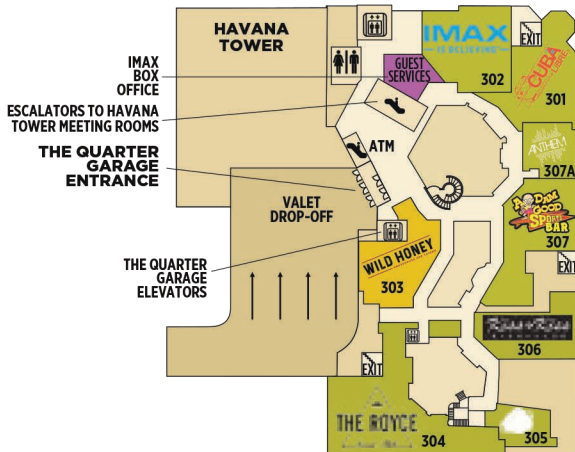 HAVANA
TOWER
IMAX
BOX
OFFICE
IMAX
IS BELIEVING
302
EXIT
CUBA
LIBRE
301
GUEST
SERVICES
ESCALATORS TO HAVANA
TOWER MEETING ROOMS
ATM
THE QUARTER
GARAGE
ENTRANCE
ANTHEM
307A
VALET
DROP-OFF
A DAM
GOOD
SPORTS
BAR
307
EXIT
THE QUARTER
GARAGE
ELEVATORS
WILD HONEY
303
306
EXIT
THE ROYCE
304
305